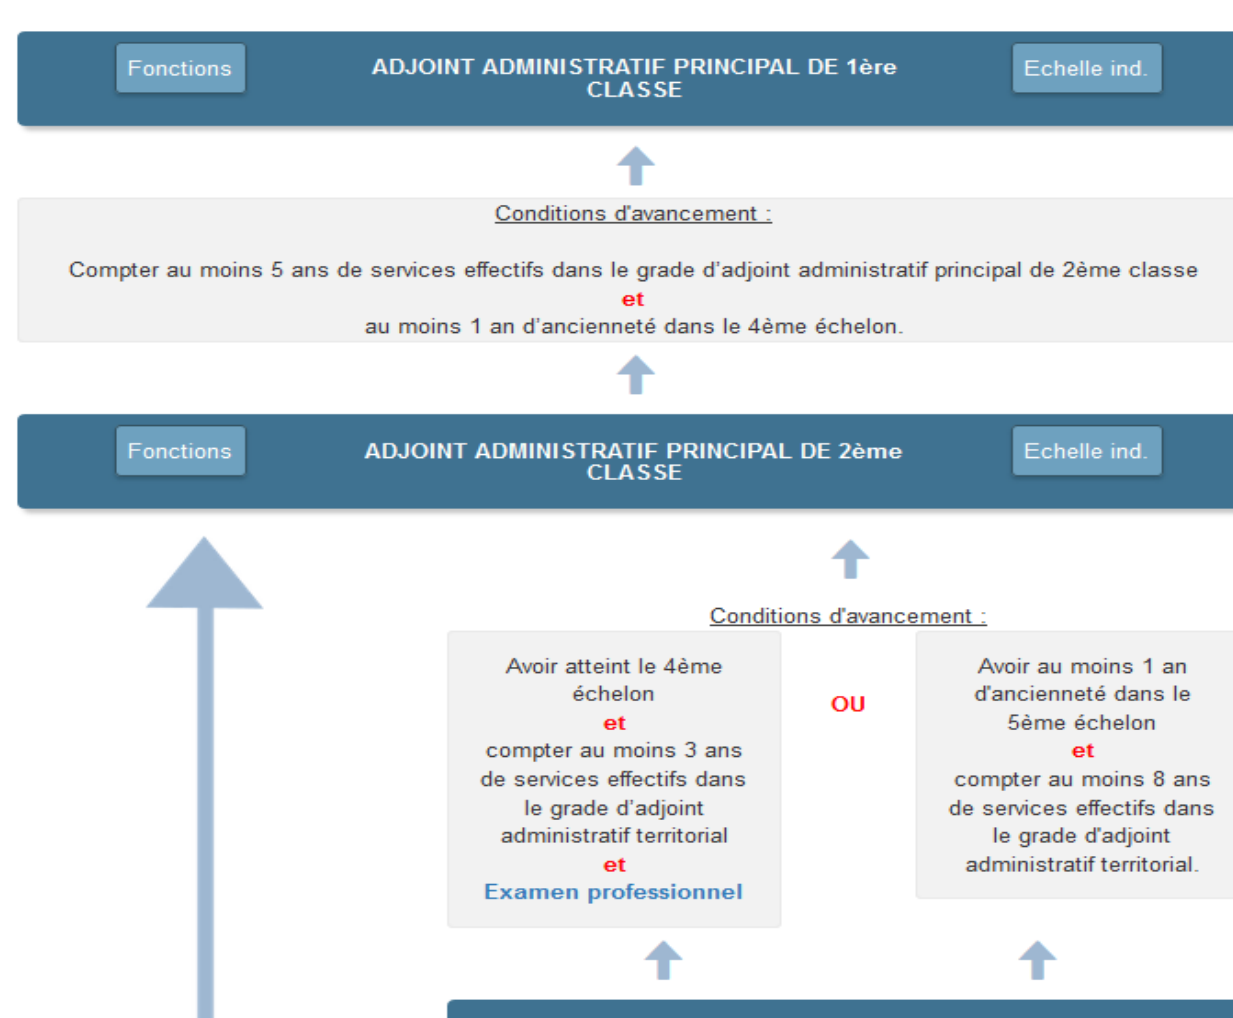 Fonctions
ADJOINT ADMINISTRATIF PRINCIPAL DE 1ère
CLASSE
Echelle ind.
Conditions d'avancement :
Compter au moins 5 ans de services effectifs dans le grade d’adjoint administratif principal de 2ème classe
et
au moins 1 an d’ancienneté dans le 4ème échelon.
Fonctions
ADJOINT ADMINISTRATIF PRINCIPAL DE 2ème
CLASSE
Echelle ind.
Conditions d'avancement :
Avoir atteint le 4ème
échelon
et
compter au moins 3 ans
de services effectifs dans
le grade d’adjoint
administratif territorial
et
Examen professionnel
OU
Avoir au moins 1 an
d'ancienneté dans le
5ème échelon
et
compter au moins 8 ans
de services effectifs dans
le grade d'adjoint
administratif territorial.